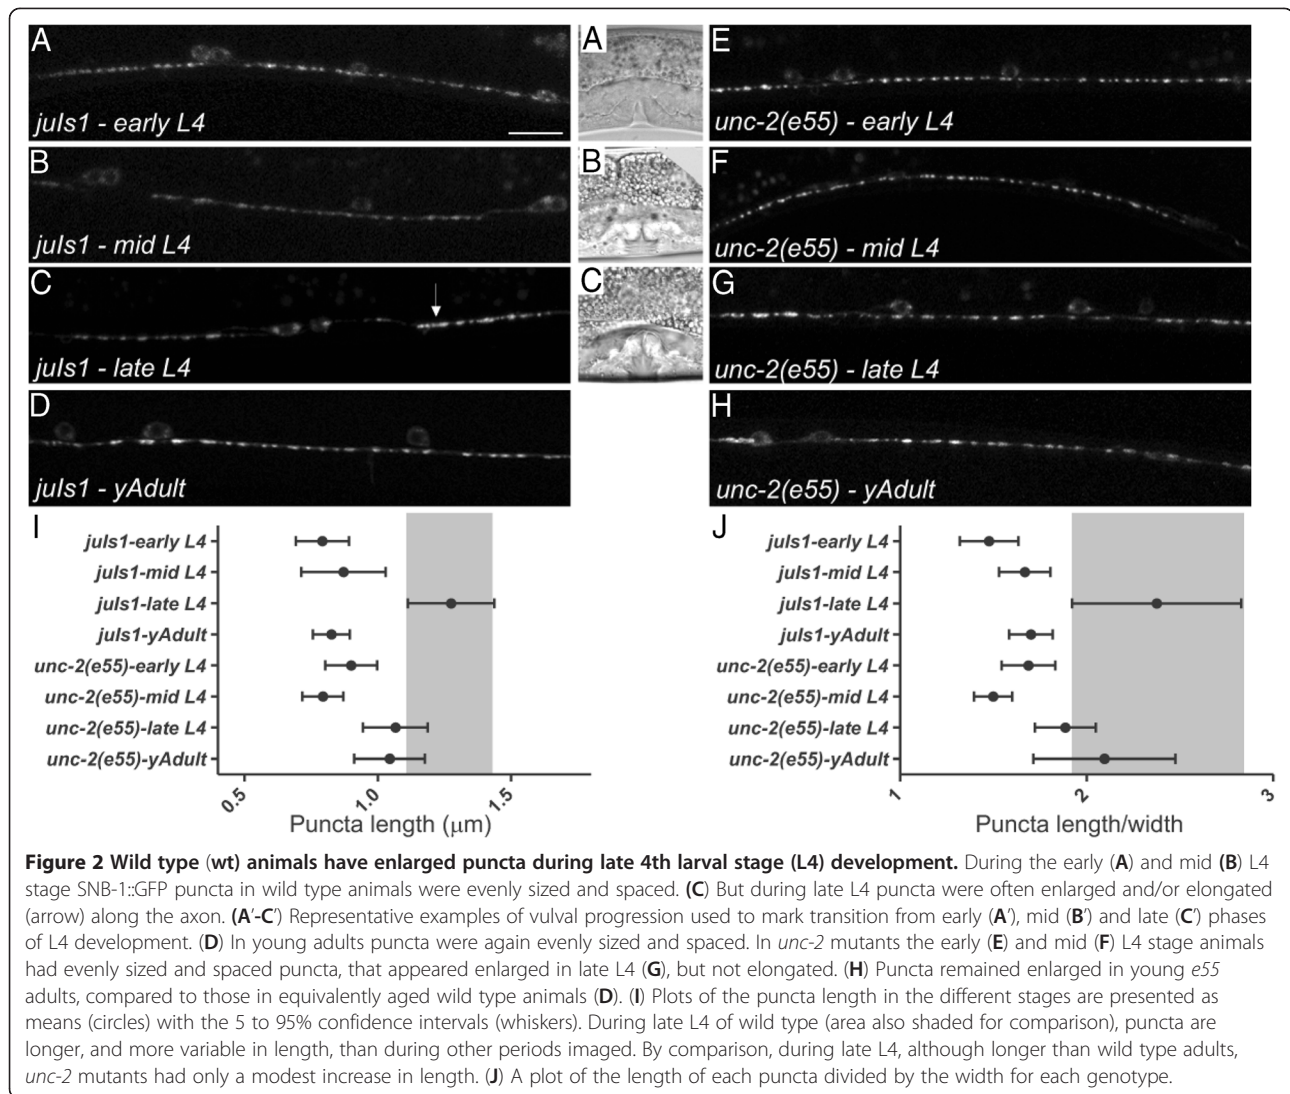 A
juIs1 - early L4
A
E
unc-2(e55) - early L4
B
juIs1 - mid L4
B
F
unc-2(e55) - mid L4
C
juIs1 - late L4
C
G
unc-2(e55) - late L4
D
juIs1 - yAdult
H
unc-2(e55) - yAdult
I
juIs1-early L4
juIs1-mid L4
juIs1-late L4
juIs1-yAdult
unc-2(e55)-early L4
unc-2(e55)-mid L4
unc-2(e55)-late L4
unc-2(e55)-yAdult
0.5 1.0 1.5
Puncta length (μm)
J
juIs1-early L4
juIs1-mid L4
juIs1-late L4
juIs1-yAdult
unc-2(e55)-early L4
unc-2(e55)-mid L4
unc-2(e55)-late L4
unc-2(e55)-yAdult
1 2 3
Puncta length/width
Figure 2 Wild type (wt) animals have enlarged puncta during late 4th larval stage (L4) development. During the early (A) and mid (B) L4
stage SNB-1::GFP puncta in wild type animals were evenly sized and spaced. (C) But during late L4 puncta were often enlarged and/or elongated
(arrow) along the axon. (A′-C′) Representative examples of vulval progression used to mark transition from early (A′), mid (B′) and late (C′) phases
of L4 development. (D) In young adults puncta were again evenly sized and spaced. In unc-2 mutants the early (E) and mid (F) L4 stage animals
had evenly sized and spaced puncta, that appeared enlarged in late L4 (G), but not elongated. (H) Puncta remained enlarged in young e55
adults, compared to those in equivalently aged wild type animals (D). (I) Plots of the puncta length in the different stages are presented as
means (circles) with the 5 to 95% confidence intervals (whiskers). During late L4 of wild type (area also shaded for comparison), puncta are
longer, and more variable in length, than during other periods imaged. By comparison, during late L4, although longer than wild type adults,
unc-2 mutants had only a modest increase in length. (J) A plot of the length of each puncta divided by the width for each genotype.